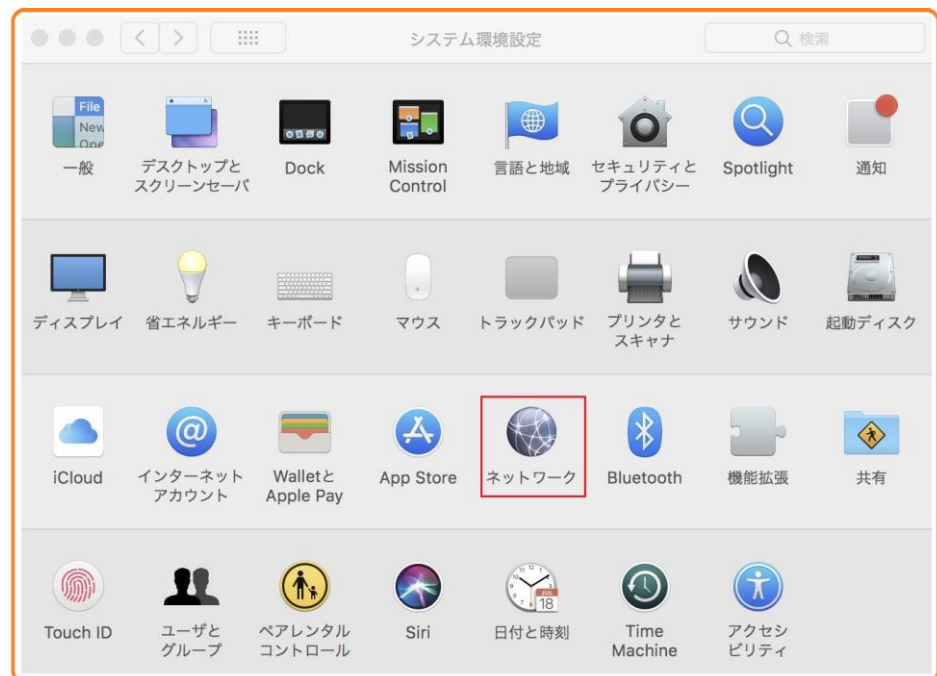 システム環境設定
検索
File
New
Ope
一般
デスクトップと
スクリーンセーバ
Dock
Mission
Control
言語と地域
セキュリティと
プライバシー
Spotlight
通知
ディスプレイ
省エネルギー
キーボード
マウス
トラックパッド
プリンタと
スキャナ
サウンド
起動ディスク
iCloud
インターネット
アカウント
Walletと
Apple Pay
App Store
ネットワーク
Bluetooth
機能拡張
共有
Touch ID
ユーザと
グループ
ペアレンタル
コントロール
Siri
JUL
18
日付と時刻
Time
Machine
アクセシ
ビリティ